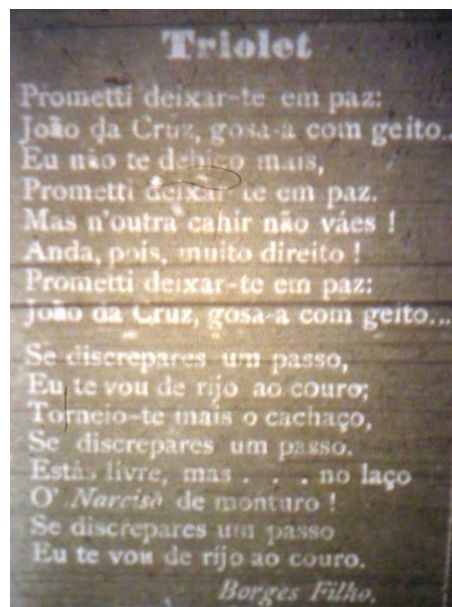 Triolet
Prometti deixar-te em paz:
João da Cruz, gosa-a com geito...
Eu não te debico mais,
Prometti deixar te em paz.
Mas n'outra cahir não váes !
Anda, pois, muito direito !
Prometti deixar-te em paz:
João da Cruz, gosa-a com geito...
Se discrepares um passo,
Eu te vou de rijo ao couro;
Torneio-te mais o cachaço,
Se discrepares um passo.
Estás livre, mas . . . no laço
O' Narciso de monturo !
Se discrepares um passo
Eu te vou de rijo ao couro.
Borges Filho.